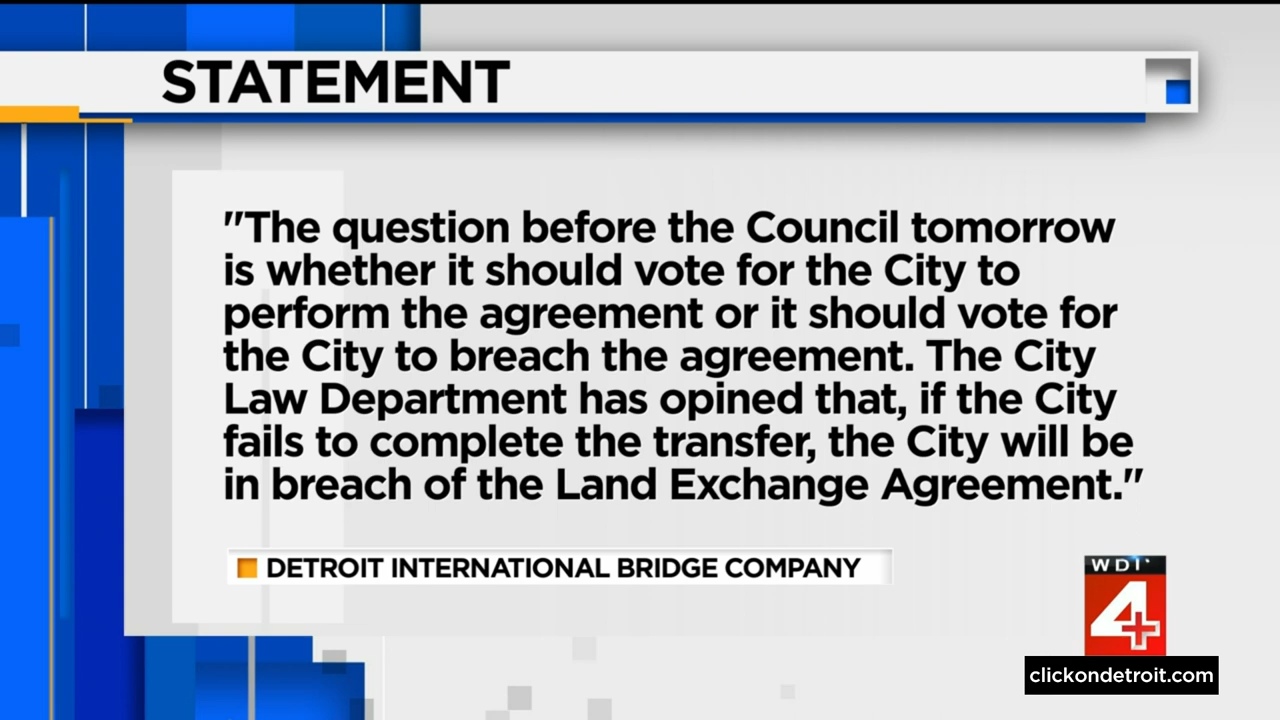 STATEMENT
"The question before the Council tomorrow
is whether it should vote for the City to
perform the agreement or it should vote for
the City to breach the agreement. The City
Law Department has opined that, if the City
fails to complete the transfer, the City will be
in breach of the Land Exchange Agreement."
DETROIT INTERNATIONAL BRIDGE COMPANY
WDIV
4+
clickondetroit.com